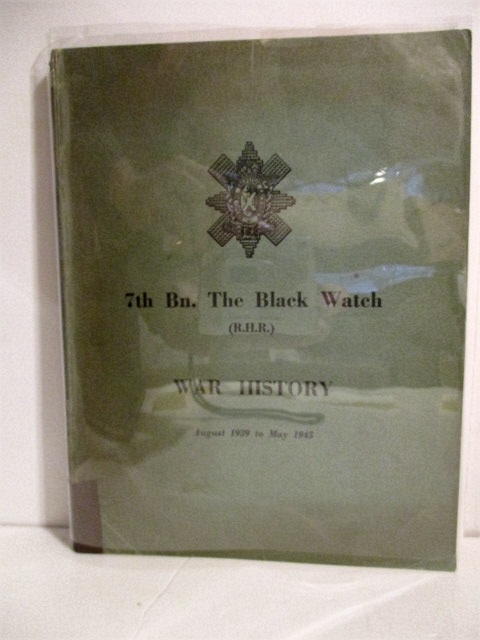 7th Bn. The Black Watch
(R.H.R.)
WAR HISTORY
August 1939 to May 1945